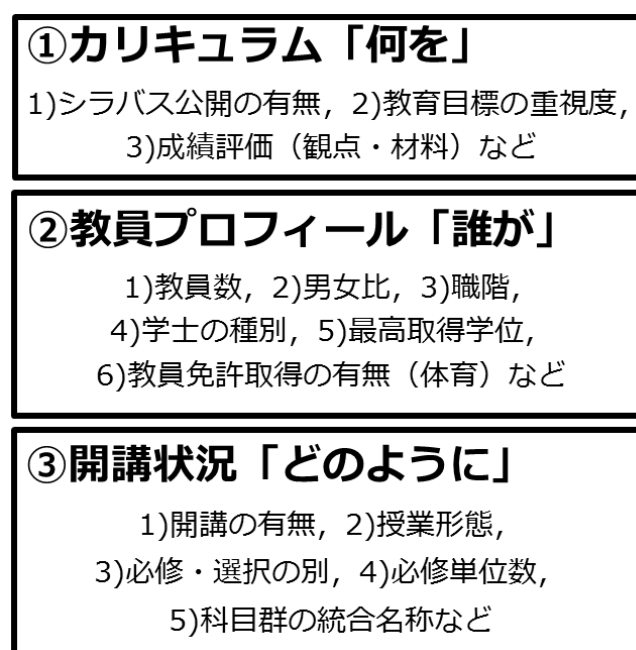 ①カリキュラム「何を」
1)シラバス公開の有無，2)教育目標の重視度，
3)成績評価（観点・材料）など
②教員プロフィール「誰が」
1)教員数，2)男女比，3)職階，
4)学士の種別，5)最高取得学位，
6)教員免許取得の有無（体育）など
③開講状況「どのように」
1)開講の有無，2)授業形態，
3)必修・選択の別，4)必修単位数，
5)科目群の統合名称など